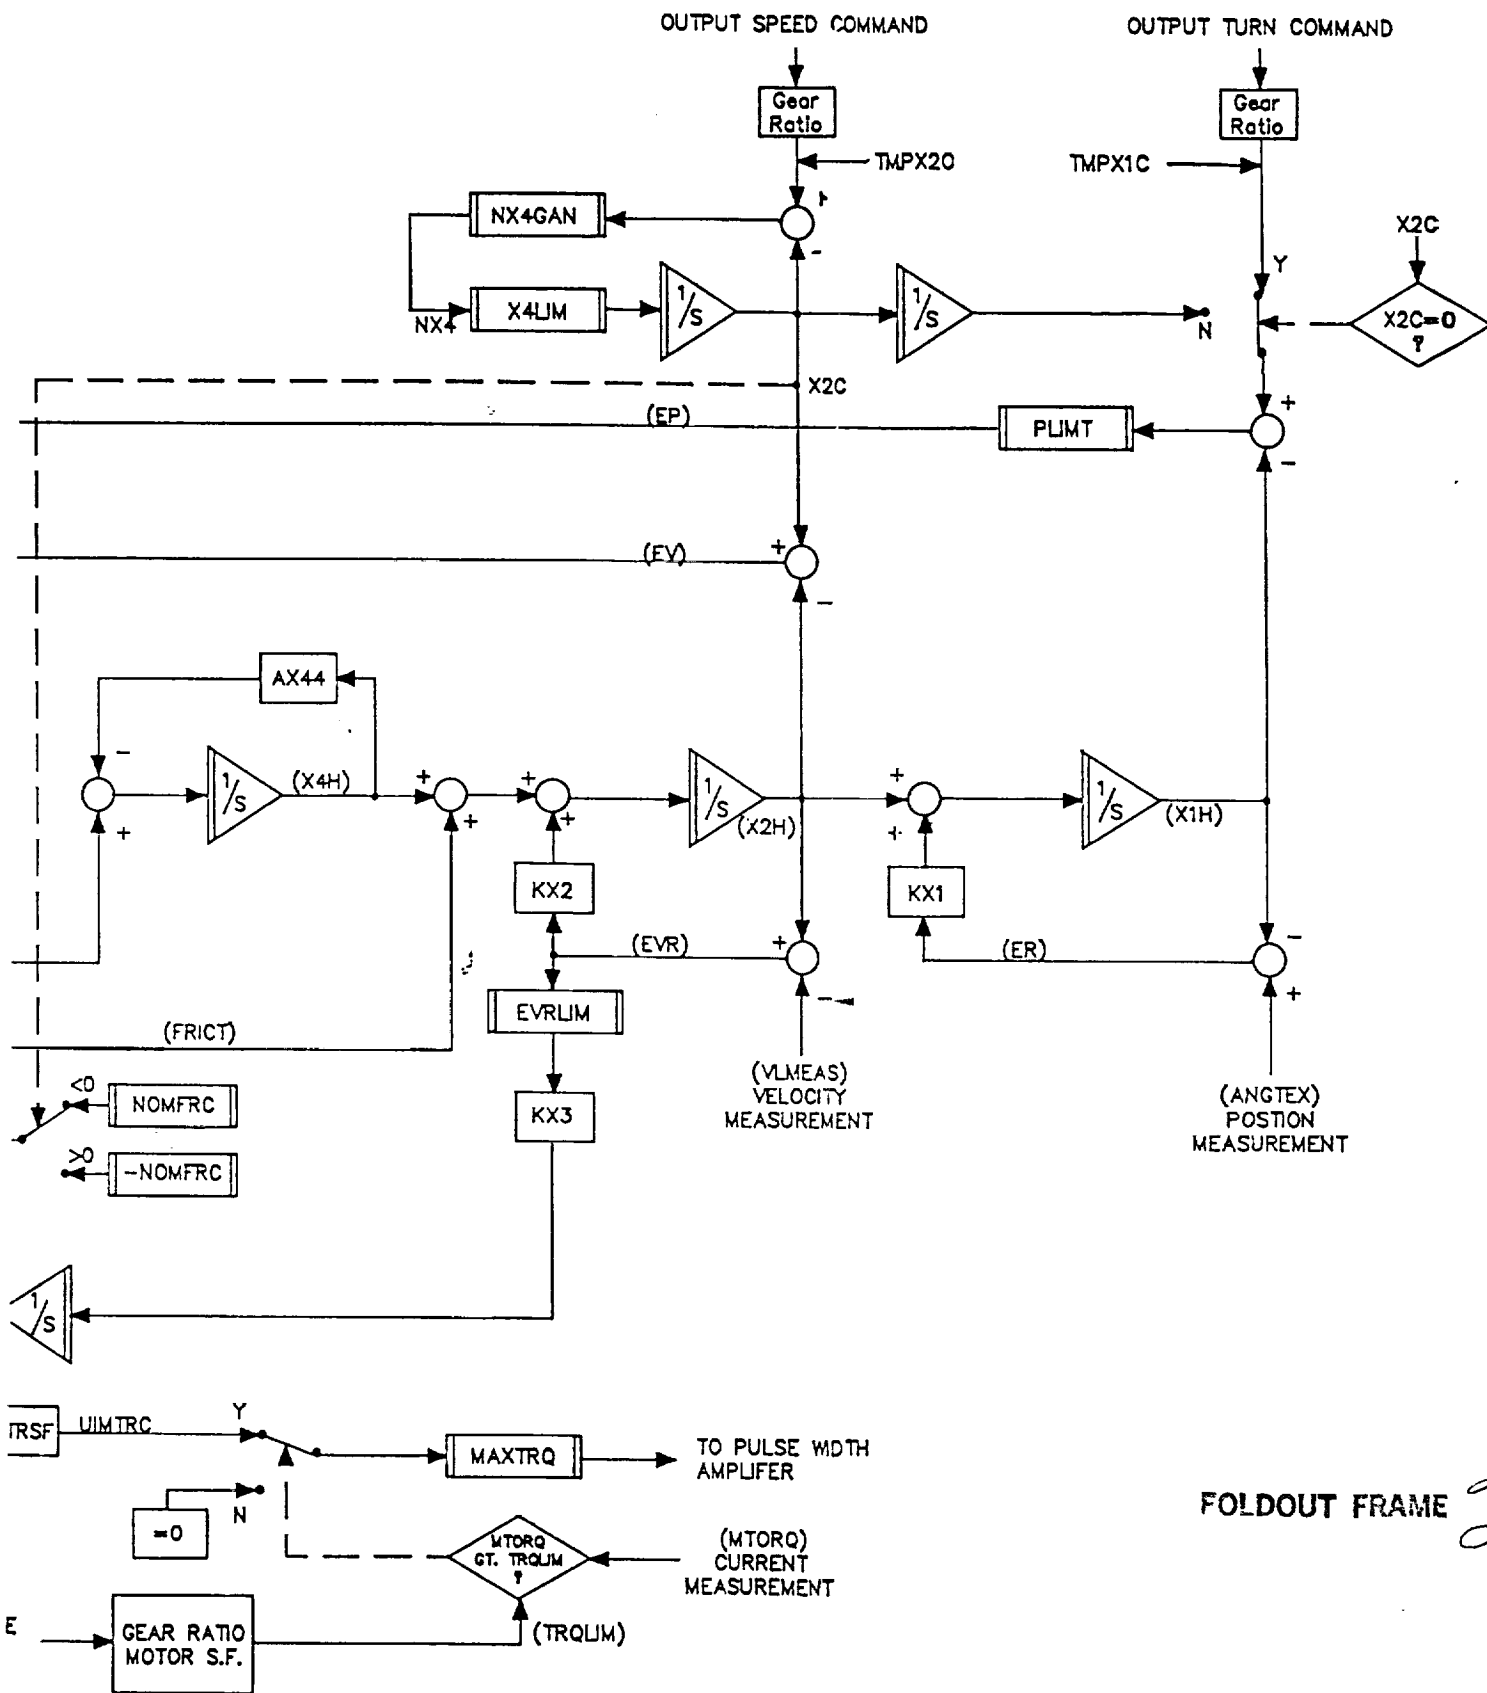 OUTPUT SPEED COMMAND
OUTPUT TURN COMMAND
Gear
Ratio
Gear
Ratio
TMPX2C
TMPX1C
NX4GAN
-
X2C
Y
1/S
1/S
X4LIM
NX4
N
X2C=0
?
X2C
+
(EP)
PLIMT
-
+
(EV)
-
AX44
-
1/S
(X4H)
+
+
+
+
+
1/S
(X2H)
+
+
1/S
(X1H)
KX2
KX1
(EVR)
+
(ER)
-
-
+
EVRLIM
(FRICT)
(VLMEAS)
VELOCITY
MEASUREMENT
(ANGTEX)
POSTION
MEASUREMENT
<0
NOMFRC
KX3
>0
-NOMFRC
1/S
TRSF
UIMTRC
Y
MAXTRQ
TO PULSE WIDTH
AMPLIFER
N
=0
MTORQ
GT. TRQLIM
?
(MTORQ)
CURRENT
MEASUREMENT
FOLDOUT FRAME
E
GEAR RATIO
MOTOR S.F.
(TRQLIM)